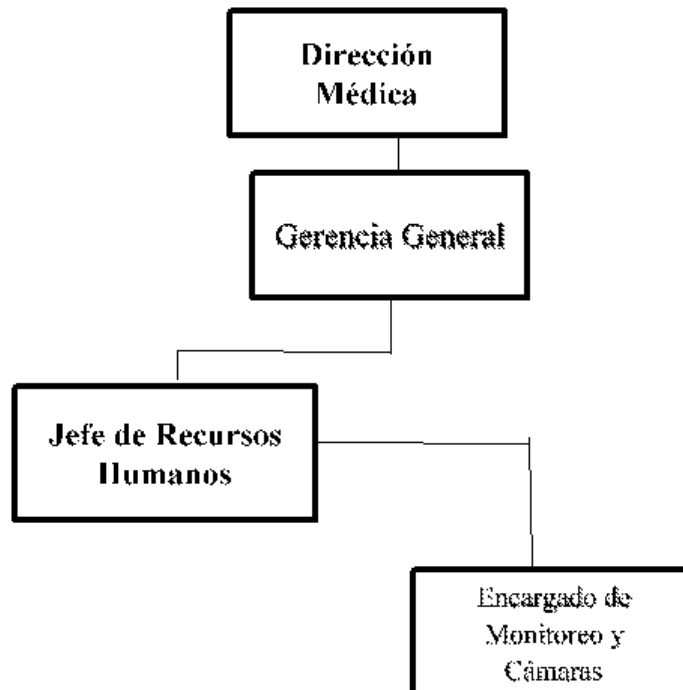 Dirección
Médica
Gerencia General
Jefe de Recursos
Humanos
Encargado de
Monitoreo y
Cámaras